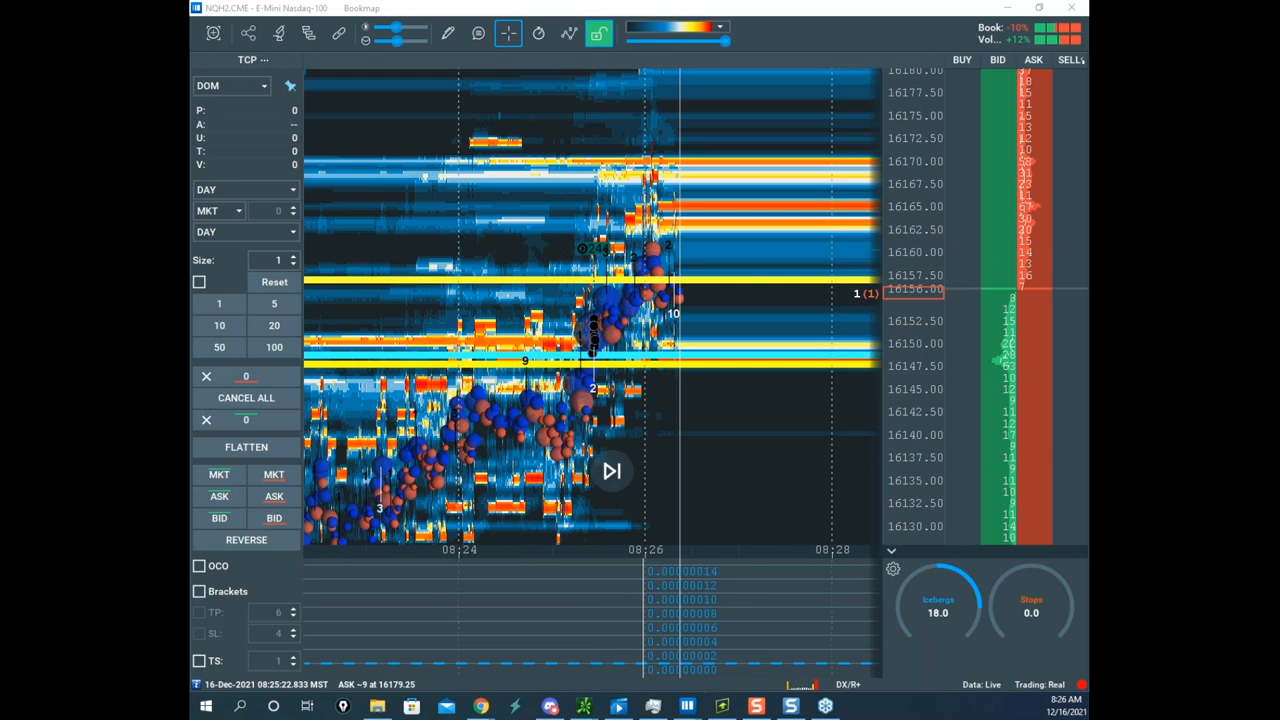 NQH2.CME - E-Mini Nasdaq-100 Bookmap
Book: -10%
Vol... +12%
TCP ...
BUY BID ASK SELL
DOM
P: 0
A: --
U: 0
T: 0
V: 0
DAY
MKT 0
DAY
Size: 1
Reset
1 5
10 20
50 100
0
CANCEL ALL
0
FLATTEN
MKT MKT
ASK ASK
BID BID
REVERSE
OCO
Brackets
TP: 6
SL: 4
TS: 1
16180.00
16177.50
16175.00
16172.50
16170.00
16167.50
16165.00
16162.50
16160.00
16157.50
16156.00
16152.50
16150.00
16147.50
16145.00
16142.50
16140.00
16137.50
16135.00
16132.50
16130.00
1 (1)
2
10
9
2
3
08:24 08:26 08:28
0.00000014
0.00000012
0.00000010
0.00000008
0.00000006
0.00000004
0.00000002
0.00000000
Icebergs
18.0
Stops
0.0
16-Dec-2021 08:25:22.833 MST ASK ~9 at 16179.25
DX/R+
Data: Live Trading: Real
8:26 AM
12/16/2021